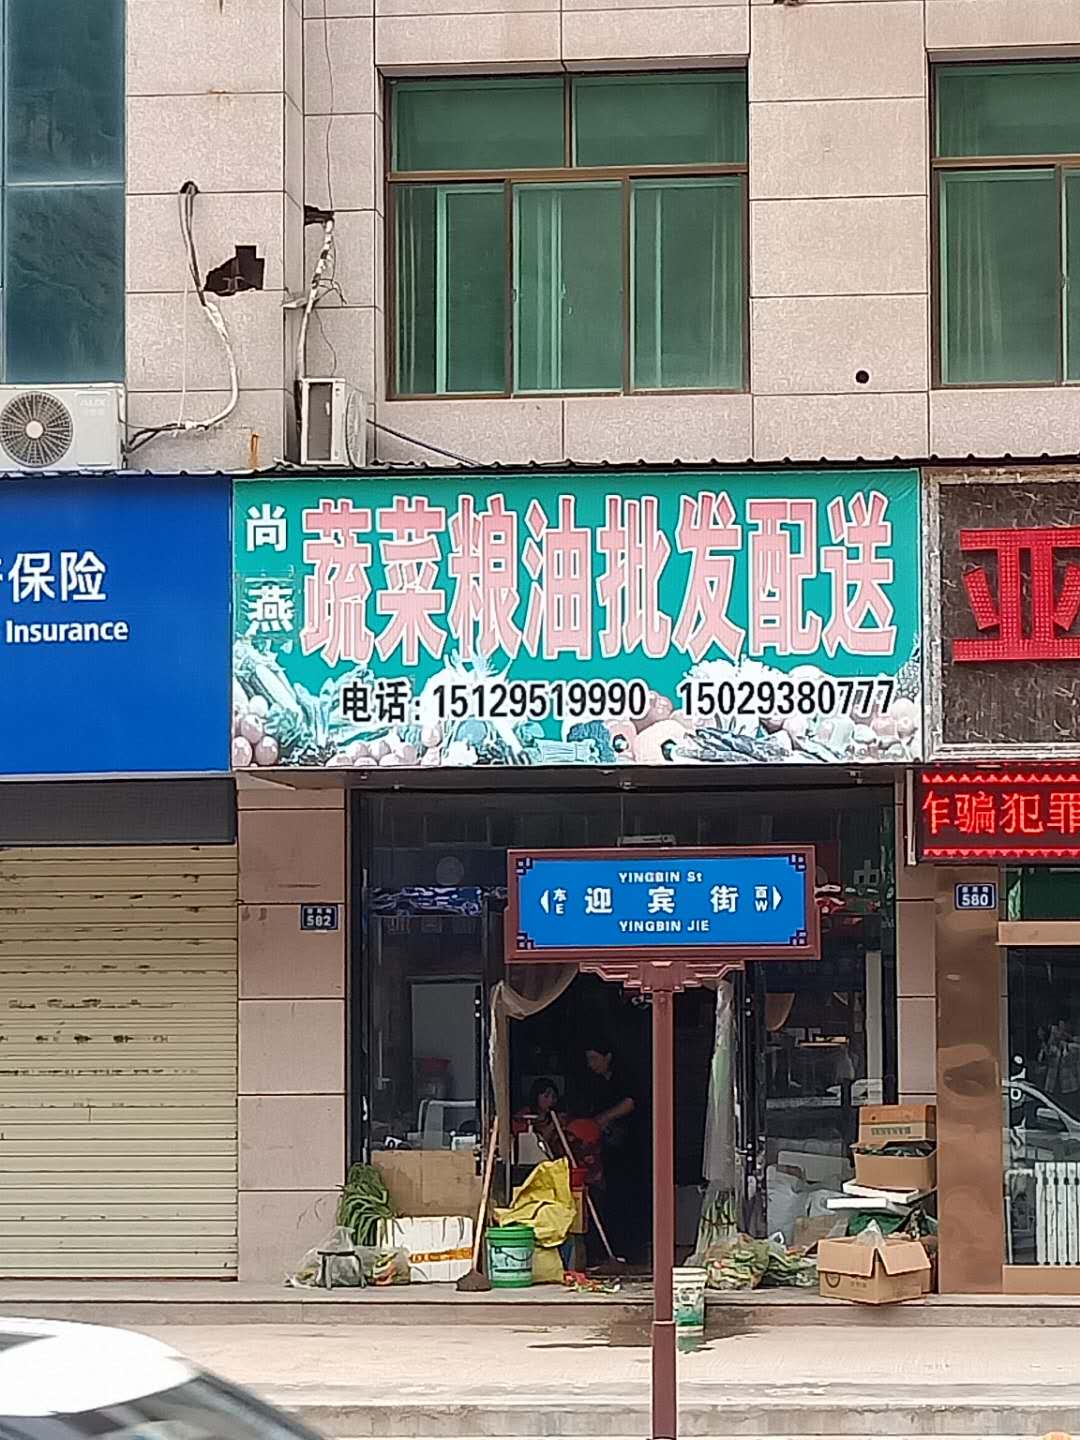 保险
Insurance
尚燕
蔬菜粮油批发配送
电话:15129519990 15029380777
亚
诈骗犯罪
YINGBIN St
东 E 迎宾街 西 W
YINGBIN JIE
582
580